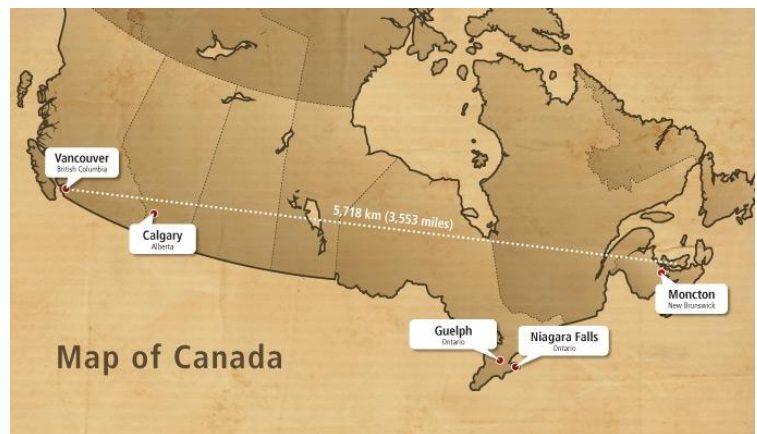 Vancouver
British Columbia
5,718 km (3,553 miles)
Calgary
Alberta
Moncton
New Brunswick
Guelph
Ontario
Niagara Falls
Ontario
Map of Canada